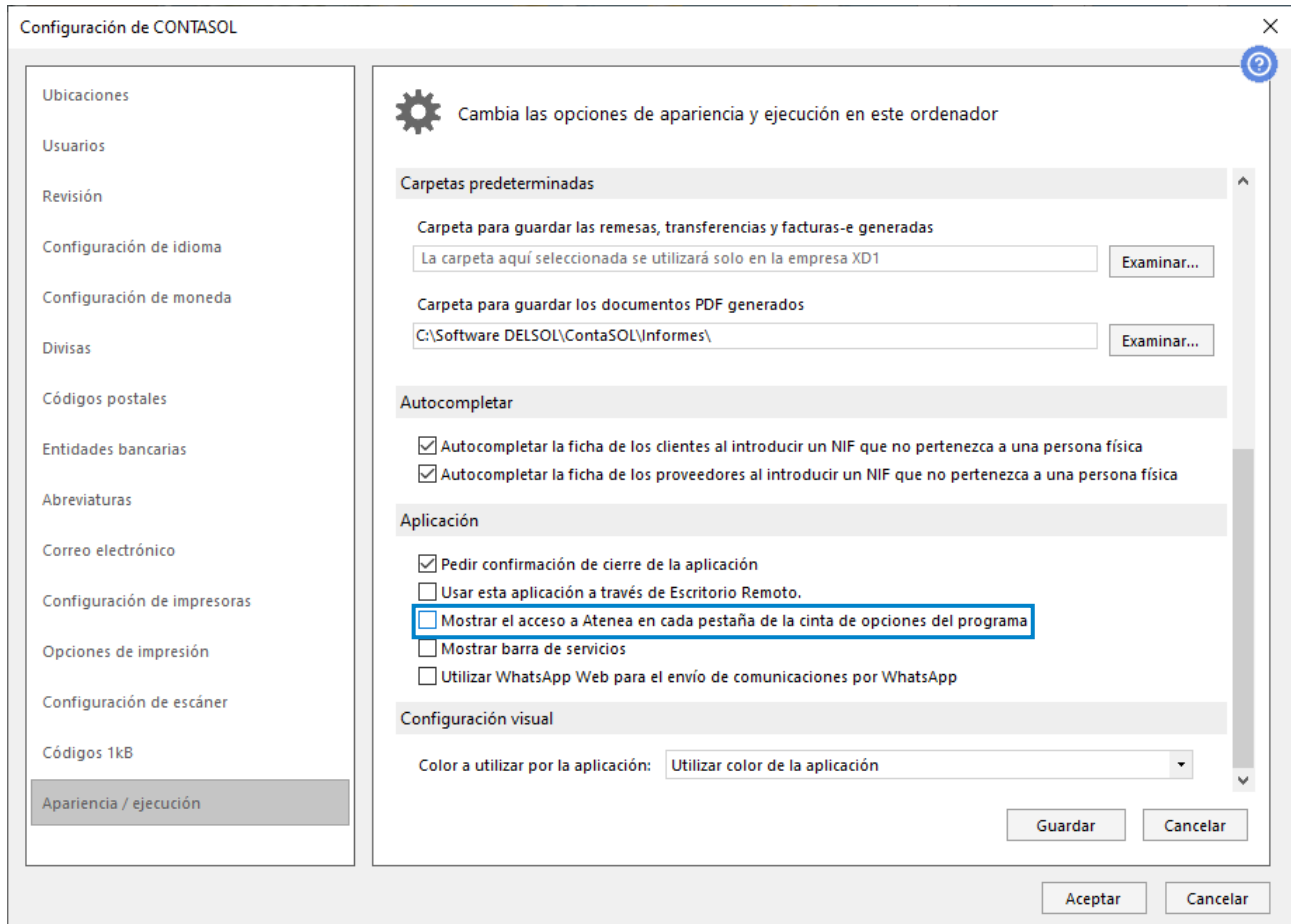 Configuración de CONTASOL
Ubicaciones
Usuarios
Revisión
Configuración de idioma
Configuración de moneda
Divisas
Códigos postales
Entidades bancarias
Abreviaturas
Correo electrónico
Configuración de impresoras
Opciones de impresión
Configuración de escáner
Códigos 1kB
Apariencia / ejecución
?
Cambia las opciones de apariencia y ejecución en este ordenador
Carpetas predeterminadas
Carpeta para guardar las remesas, transferencias y facturas-e generadas
La carpeta aquí seleccionada se utilizará solo en la empresa XD1
Examinar...
Carpeta para guardar los documentos PDF generados
C:\Software DELSOL\ContaSOL\Informes\
Examinar...
Autocompletar
Autocompletar la ficha de los clientes al introducir un NIF que no pertenezca a una persona física
Autocompletar la ficha de los proveedores al introducir un NIF que no pertenezca a una persona física
Aplicación
Pedir confirmación de cierre de la aplicación
Usar esta aplicación a través de Escritorio Remoto.
Mostrar el acceso a Atenea en cada pestaña de la cinta de opciones del programa
Mostrar barra de servicios
Utilizar WhatsApp Web para el envío de comunicaciones por WhatsApp
Configuración visual
Color a utilizar por la aplicación: Utilizar color de la aplicación
Guardar Cancelar
Aceptar Cancelar